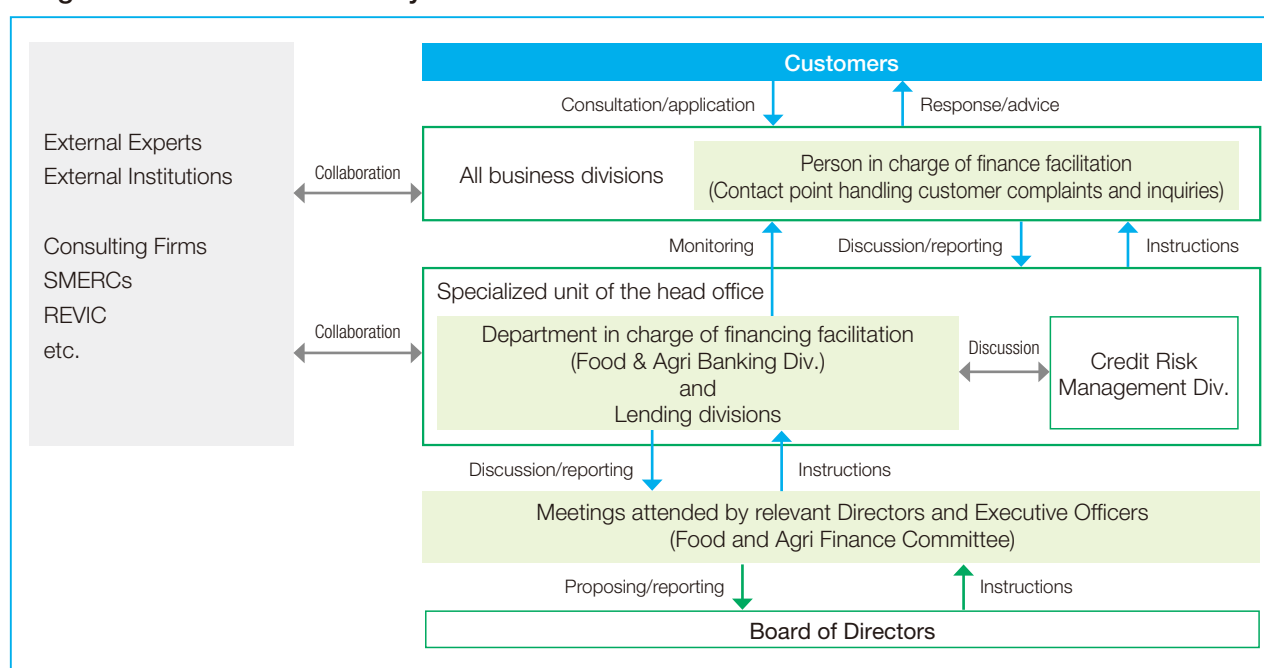 Customers
Consultation/application
Response/advice
External Experts
External Institutions
Consulting Firms
SMERCs
REVIC
etc.
Collaboration
All business divisions
Person in charge of finance facilitation
(Contact point handling customer complaints and inquiries)
Monitoring
Discussion/reporting
Instructions
Collaboration
Specialized unit of the head office
Department in charge of financing facilitation
(Food & Agri Banking Div.)
and
Lending divisions
Discussion
Credit Risk
Management Div.
Discussion/reporting
Instructions
Meetings attended by relevant Directors and Executive Officers
(Food and Agri Finance Committee)
Proposing/reporting
Instructions
Board of Directors